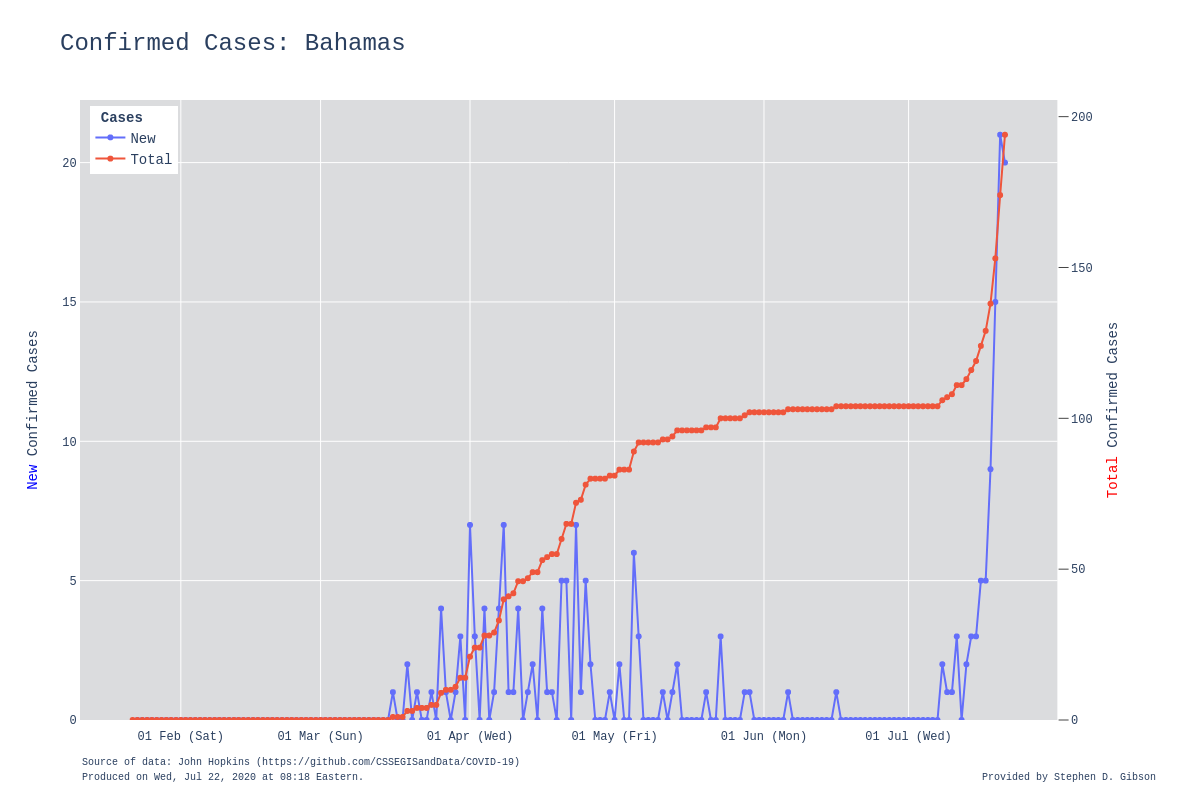 Confirmed Cases: Bahamas
Cases
New
Total
20
15
10
5
0
200
150
100
50
0
New Confirmed Cases
Total Confirmed Cases
01 Feb (Sat)
01 Mar (Sun)
01 Apr (Wed)
01 May (Fri)
01 Jun (Mon)
01 Jul (Wed)
Source of data: John Hopkins (https://github.com/CSSEGISandData/COVID-19)
Produced on Wed, Jul 22, 2020 at 08:18 Eastern.
Provided by Stephen D. Gibson